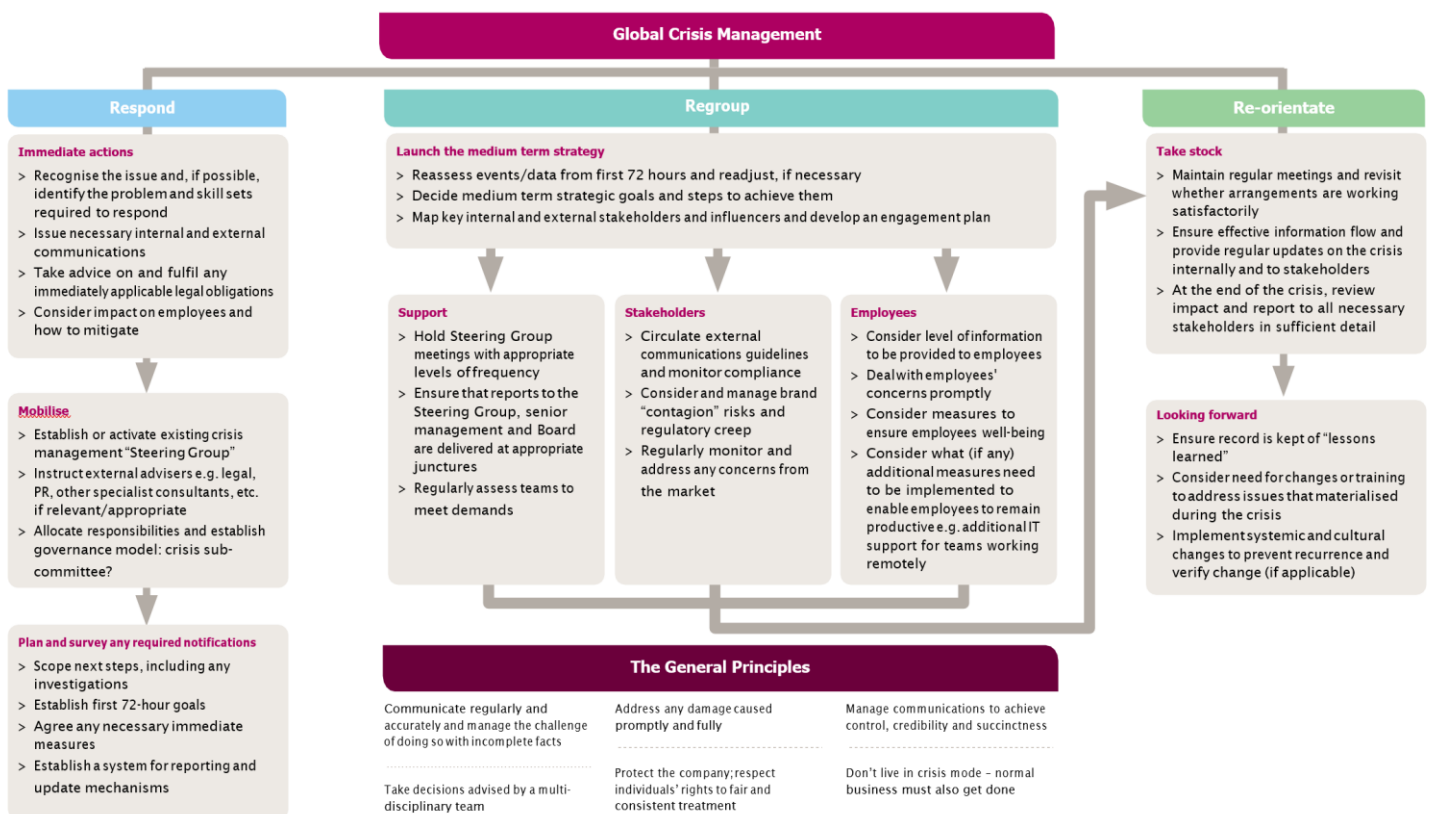 Global Crisis Management
Respond
Immediate actions
> Recognise the issue and, if possible,
identify the problem and skill sets
required to respond
> Issue necessary internal and external
communications
> Take advice on and fulfil any
immediately applicable legal obligations
> Consider impact on employees and
how to mitigate
Mobilise
> Establish or activate existing crisis
management “Steering Group”
> Instruct external advisers e.g. legal,
PR, other specialist consultants, etc.
if relevant/appropriate
> Allocate responsibilities and establish
governance model: crisis sub-
committee?
Plan and survey any required notifications
> Scope next steps, including any
investigations
> Establish first 72-hour goals
> Agree any necessary immediate
measures
> Establish a system for reporting and
update mechanisms
Regroup
Launch the medium term strategy
> Reassess events/data from first 72 hours and readjust, if necessary
> Decide medium term strategic goals and steps to achieve them
> Map key internal and external stakeholders and influencers and develop an engagement plan
Support
> Hold Steering Group
meetings with appropriate
levels of frequency
> Ensure that reports to the
Steering Group, senior
management and Board
are delivered at appropriate
junctures
> Regularly assess teams to
meet demands
Stakeholders
> Circulate external
communications guidelines
and monitor compliance
> Consider and manage brand
“contagion” risks and
regulatory creep
> Regularly monitor and
address any concerns from
the market
Employees
> Consider level of information
to be provided to employees
> Deal with employees'
concerns promptly
> Consider measures to
ensure employees well-being
> Consider what (if any)
additional measures need
to be implemented to
enable employees to remain
productive e.g. additional IT
support for teams working
remotely
Re-orientate
Take stock
> Maintain regular meetings and revisit
whether arrangements are working
satisfactorily
> Ensure effective information flow and
provide regular updates on the crisis
internally and to stakeholders
> At the end of the crisis, review
impact and report to all necessary
stakeholders in sufficient detail
Looking forward
> Ensure record is kept of “lessons
learned”
> Consider need for changes or training
to address issues that materialised
during the crisis
> Implement systemic and cultural
changes to prevent recurrence and
verify change (if applicable)
The General Principles
Communicate regularly and
accurately and manage the challenge
of doing so with incomplete facts
Take decisions advised by a multi-
disciplinary team
Address any damage caused
promptly and fully
Protect the company; respect
individuals’ rights to fair and
consistent treatment
Manage communications to achieve
control, credibility and succinctness
Don’t live in crisis mode – normal
business must also get done